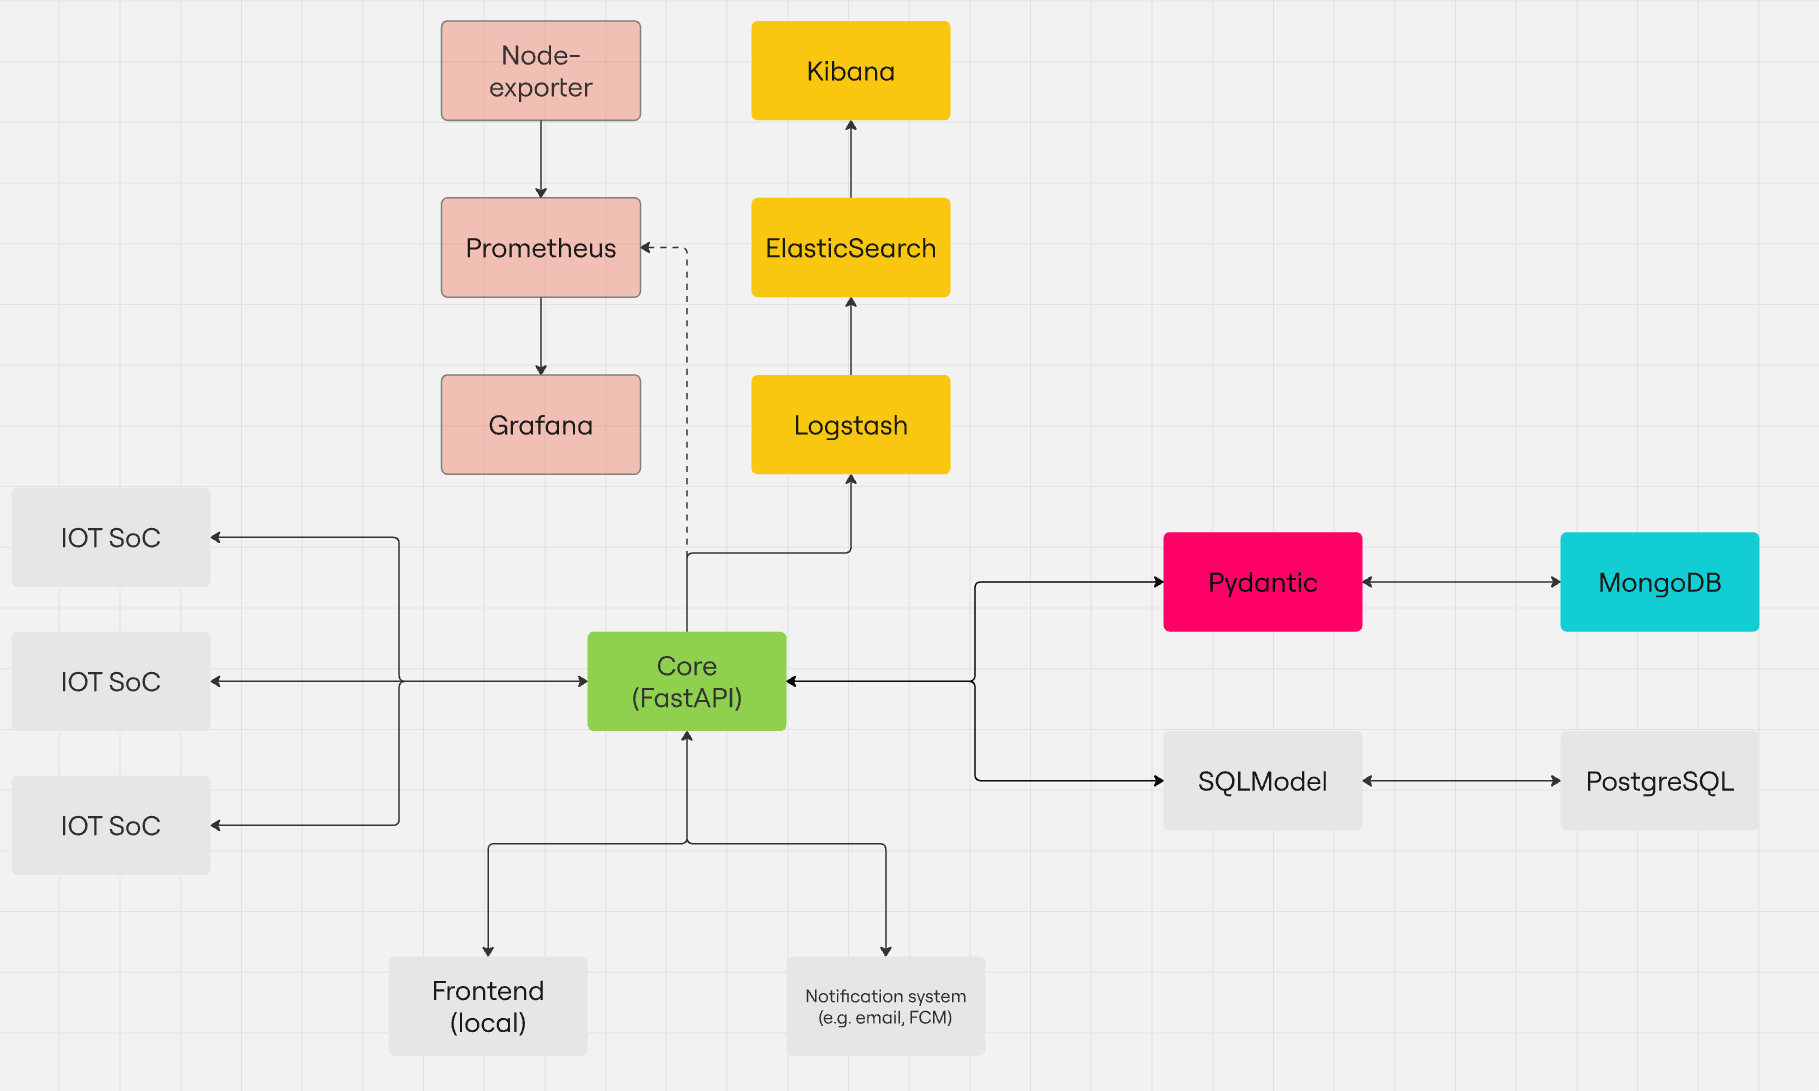 Node-
exporter
Kibana
Prometheus
ElasticSearch
Grafana
Logstash
IOT SoC
Pydantic
MongoDB
IOT SoC
Core
(FastAPI)
IOT SoC
SQLModel
PostgreSQL
Frontend
(local)
Notification system
(e.g. email, FCM)